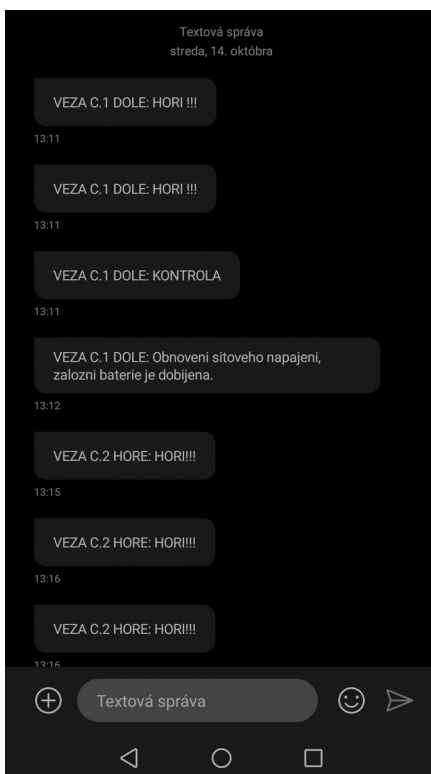 Textová správa
streda, 14. októbra
VEZA C.1 DOLE: HORI !!!
13:11
VEZA C.1 DOLE: HORI !!!
13:11
VEZA C.1 DOLE: KONTROLA
13:11
VEZA C.1 DOLE: Obnoveni sitoveho napajeni,
zalozni baterie je dobijena.
13:12
VEZA C.2 HORE: HORI!!!
13:15
VEZA C.2 HORE: HORI!!!
13:16
VEZA C.2 HORE: HORI!!!
13:16
Textová správa